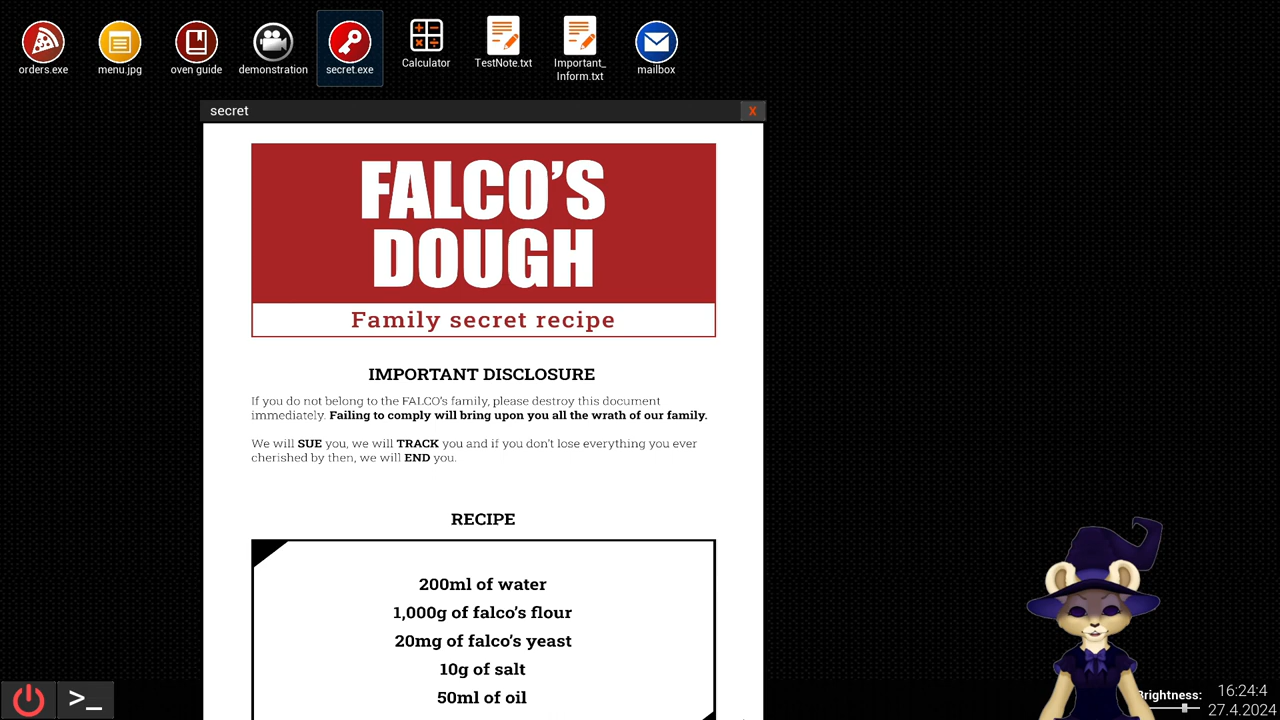 orders.exe
menu.jpg
oven guide
demonstration
secret.exe
Calculator
TestNote.txt
Important_
Inform.txt
mailbox
secret
X
FALCO'S
DOUGH
Family secret recipe
IMPORTANT DISCLOSURE
If you do not belong to the FALCO's family, please destroy this document
immediately. Failing to comply will bring upon you all the wrath of our family.
We will SUE you, we will TRACK you and if you don't lose everything you ever
cherished by then, we will END you.
RECIPE
200ml of water
1,000g of falco's flour
20mg of falco's yeast
10g of salt
50ml of oil
>_
Brightness:
16:24:4
27.4.2024